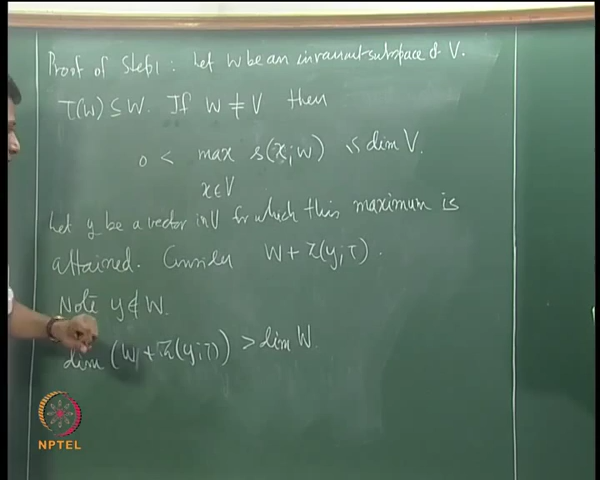 Proof of Step 1 : Let W be an invariant subspace of V.
T(W) ⊆ W. If W ≠ V then
0 < max s(x; W) ≤ dim V.
x∈V
Let y be a vector in V for which this maximum is
attained. Consider W + Z(y; T).
Note y ∉ W.
dim (W + Z(y; T)) > dim W.
NPTEL